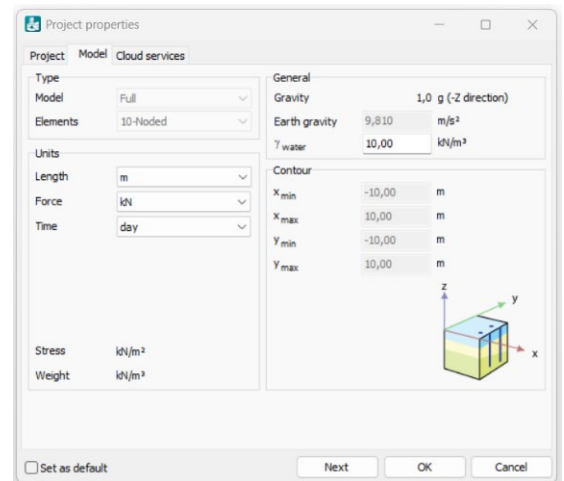 Project properties
Project Model Cloud services
Type
Model Full
Elements 10-Noded
Units
Length m
Force kN
Time day
Stress kN/m²
Weight kN/m³
General
Gravity 1,0 g (-Z direction)
Earth gravity 9,810 m/s²
γ water 10,00 kN/m³
Contour
x min -10,00 m
x max 10,00 m
y min -10,00 m
y max 10,00 m
z
y
x
Set as default Next OK Cancel